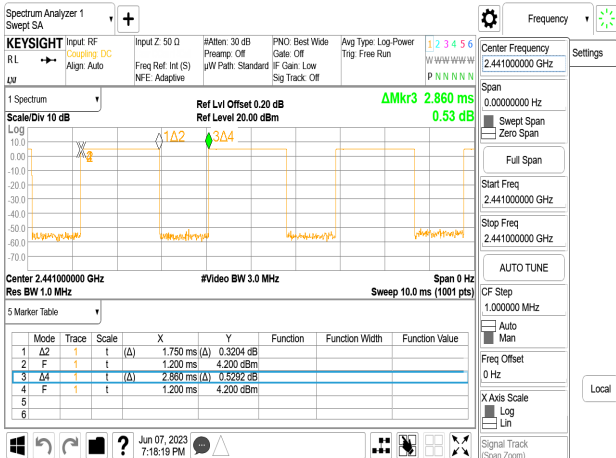 Spectrum Analyzer 1
Swept SA
Frequency
KEYSIGHT
RL
Input: RF
Coupling: DC
Align: Auto
Input Z: 50 Ω
Freq Ref: Int (S)
NFE: Adaptive
#Atten: 30 dB
Preamp: Off
µW Path: Standard
PNO: Best Wide
Gate: Off
IF Gain: Low
Sig Track: Off
Avg Type: Log-Power
Trig: Free Run
1 2 3 4 5 6
W W W W W W
P N N N N N
1 Spectrum
Scale/Div 10 dB
Ref Lvl Offset 0.20 dB
Ref Level 20.00 dBm
ΔMkr3 2.860 ms
0.53 dB
Log
10.0
0.00
-10.0
-20.0
-30.0
-40.0
-50.0
-60.0
-70.0
1Δ2
3Δ4
Center 2.441000000 GHz
Res BW 1.0 MHz
#Video BW 3.0 MHz
Span 0 Hz
Sweep 10.0 ms (1001 pts)
5 Marker Table
Mode Trace Scale X Y Function Function Width Function Value
1 Δ2 1 t (Δ) 1.750 ms (Δ) 0.3204 dB
2 F 1 t 1.200 ms 4.200 dBm
3 Δ4 1 t (Δ) 2.860 ms (Δ) 0.5292 dB
4 F 1 t 1.200 ms 4.200 dBm
5
6
Jun 07, 2023
7:18:19 PM
Center Frequency
2.441000000 GHz
Settings
Span
0.00000000 Hz
Swept Span
Zero Span
Full Span
Start Freq
2.441000000 GHz
Stop Freq
2.441000000 GHz
AUTO TUNE
CF Step
1.000000 MHz
Auto
Man
Freq Offset
0 Hz
Local
X Axis Scale
Log
Lin
Signal Track
(Span Zoom)